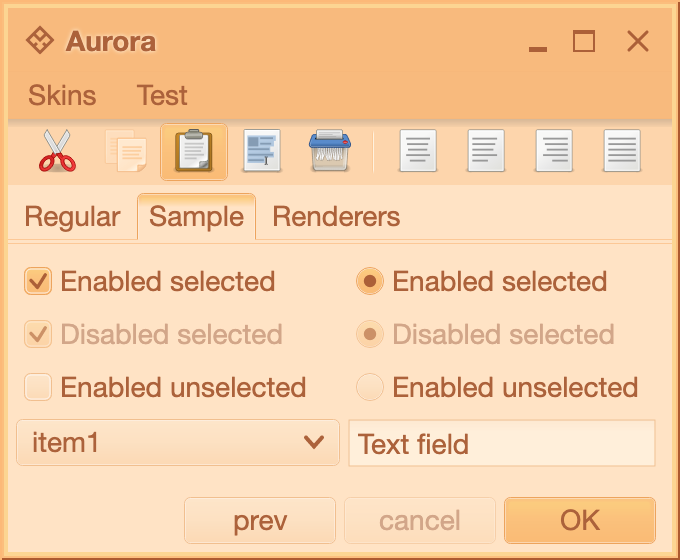 Aurora
Skins Test
Regular Sample Renderers
Enabled selected Enabled selected
Disabled selected Disabled selected
Enabled unselected Enabled unselected
item1 Text field
prev cancel OK